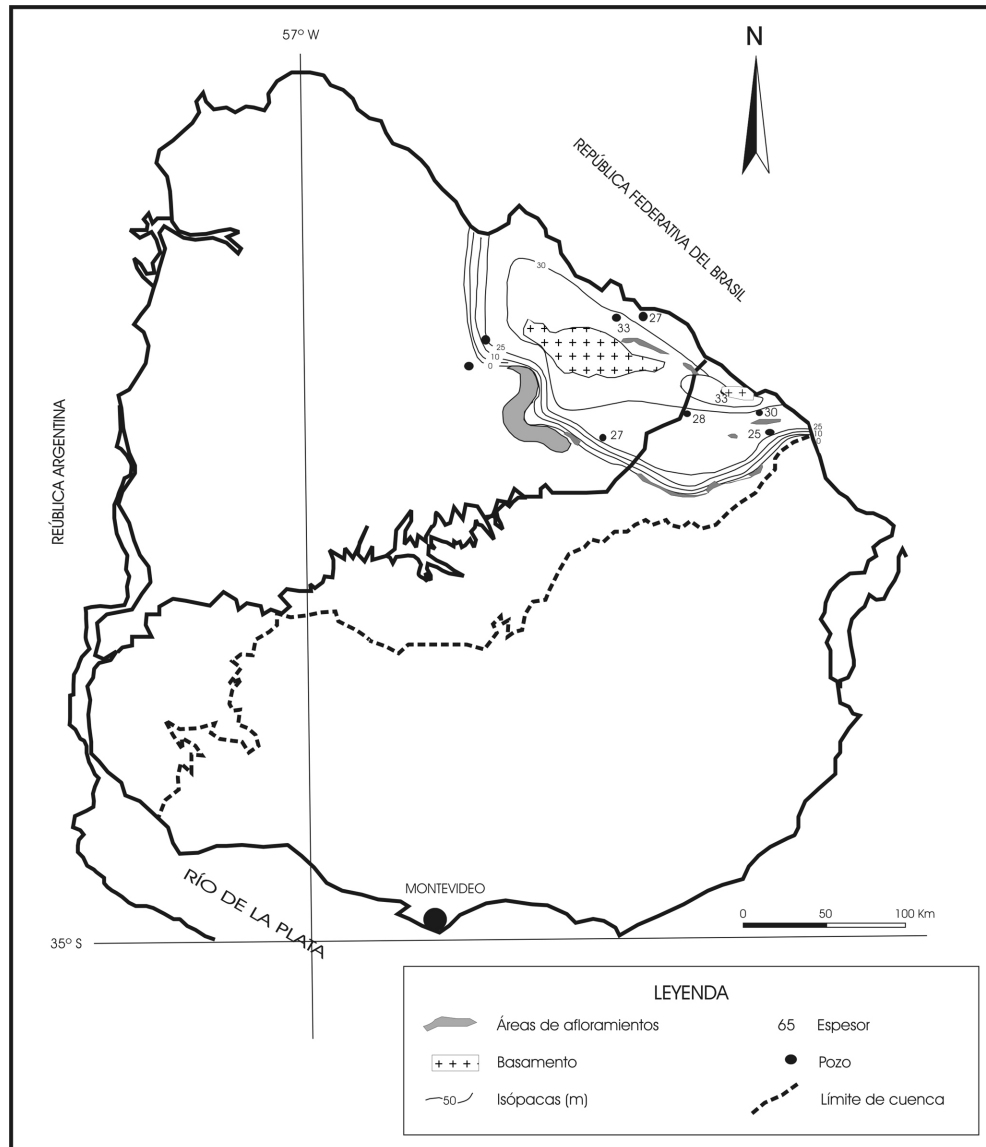 57º W
N
REPÚBLICA FEDERATIVA DEL BRASIL
30
27
33
25
10
0
33
30
28
27
25
25
10
0
REÚBLICA ARGENTINA
MONTEVIDEO
RÍO DE LA PLATA
0 50 100 Km
35º S
LEYENDA
Áreas de afloramientos
65 Espesor
Basamento
Pozo
50 Isópacas (m)
Límite de cuenca